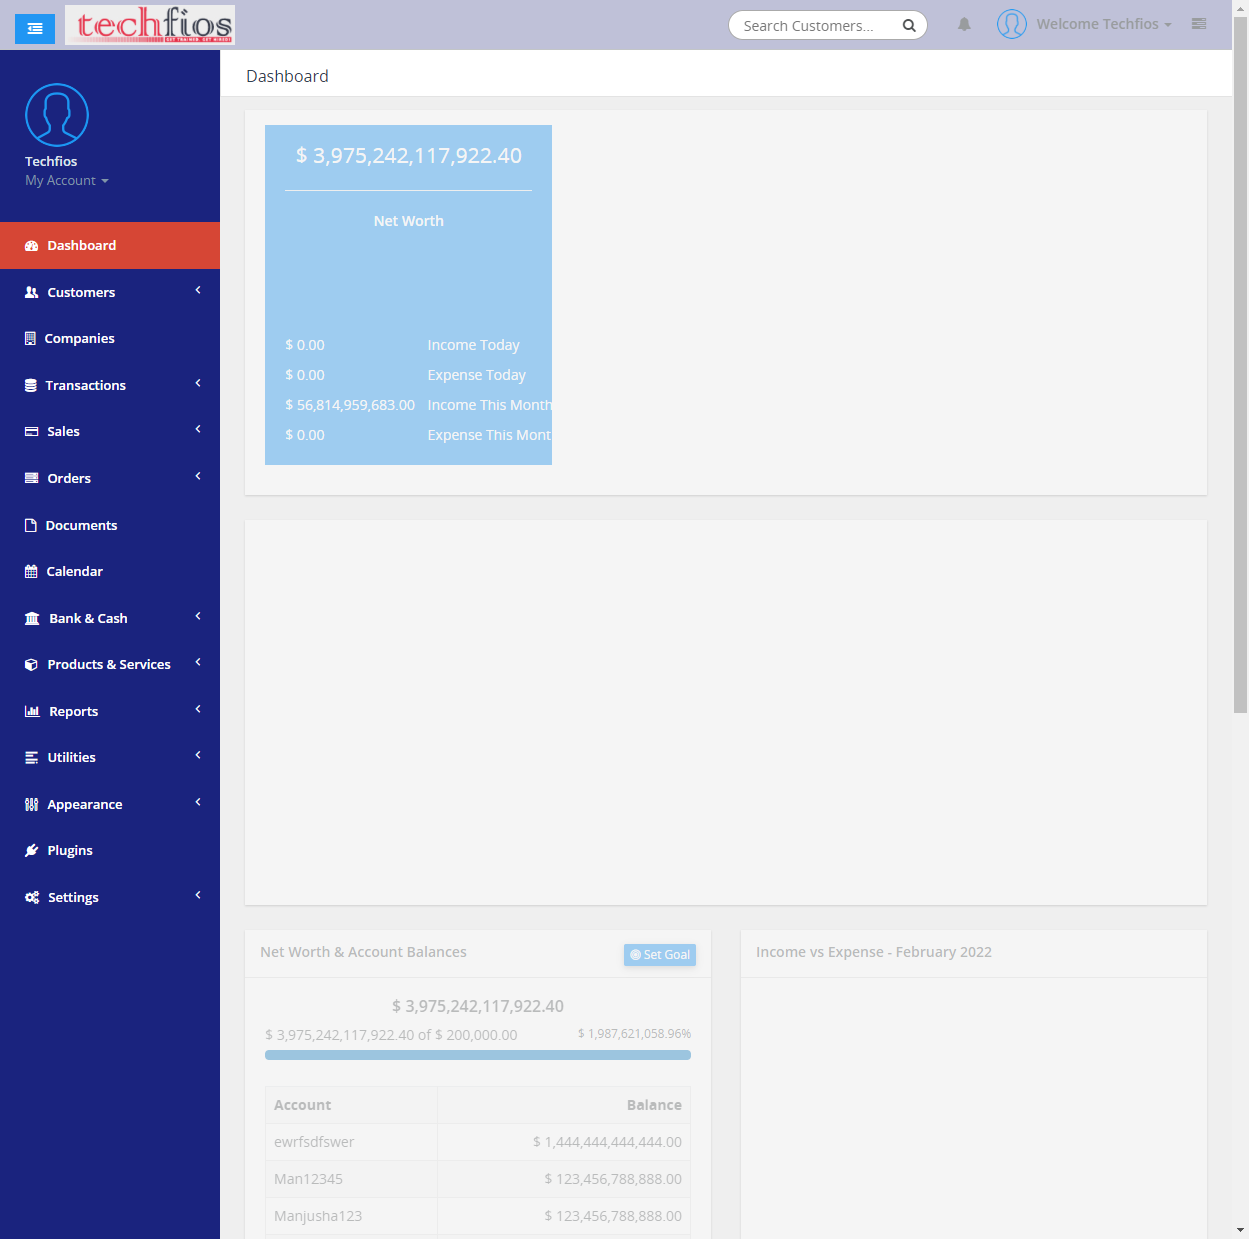 techfios
GET TRAINED. GET HIRED!
Search Customers...
Welcome Techfios
Techfios
My Account
Dashboard
Customers
Companies
Transactions
Sales
Orders
Documents
Calendar
Bank & Cash
Products & Services
Reports
Utilities
Appearance
Plugins
Settings
Dashboard
$ 3,975,242,117,922.40
Net Worth
$ 0.00 Income Today
$ 0.00 Expense Today
$ 56,814,959,683.00 Income This Month
$ 0.00 Expense This Mont
Net Worth & Account Balances
Set Goal
$ 3,975,242,117,922.40
$ 3,975,242,117,922.40 of $ 200,000.00 $ 1,987,621,058.96%
Account Balance
ewrfsdfswer $ 1,444,444,444,444.00
Man12345 $ 123,456,788,888.00
Manjusha123 $ 123,456,788,888.00
Income vs Expense - February 2022